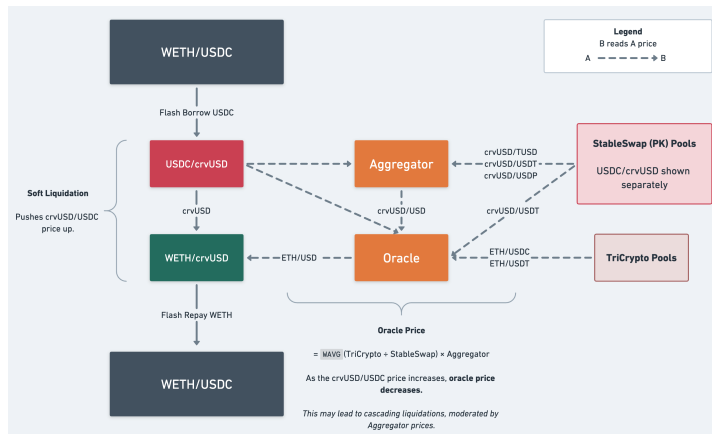 WETH/USDC
Legend
B reads A price
A
B
Flash Borrow USDC
USDC/crvUSD
Aggregator
crvUSD/TUSD
crvUSD/USDT
crvUSD/USDP
StableSwap (PK) Pools
USDC/crvUSD shown
separately
Soft Liquidation
Pushes crvUSD/USDC
price up.
crvUSD
crvUSD/USD
crvUSD/USDT
WETH/crvUSD
ETH/USD
Oracle
ETH/USDC
ETH/USDT
TriCrypto Pools
Flash Repay WETH
WETH/USDC
Oracle Price
= WAVG (TriCrypto + StableSwap) × Aggregator
As the crvUSD/USDC price increases, oracle price
decreases.
This may lead to cascading liquidations, moderated by
Aggregator prices.